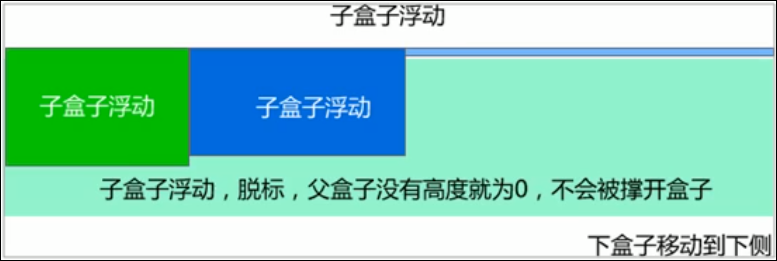 子盒子浮动
子盒子浮动
子盒子浮动
子盒子浮动，脱标，父盒子没有高度就为0，不会被撑开盒子
下盒子移动到下侧